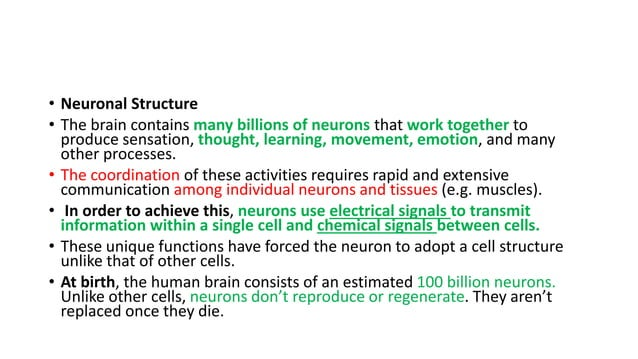 • Neuronal Structure
• The brain contains many billions of neurons that work together to
produce sensation, thought, learning, movement, emotion, and many
other processes.
• The coordination of these activities requires rapid and extensive
communication among individual neurons and tissues (e.g. muscles).
• In order to achieve this, neurons use electrical signals to transmit
information within a single cell and chemical signals between cells.
• These unique functions have forced the neuron to adopt a cell structure
unlike that of other cells.
• At birth, the human brain consists of an estimated 100 billion neurons.
Unlike other cells, neurons don’t reproduce or regenerate. They aren’t
replaced once they die.